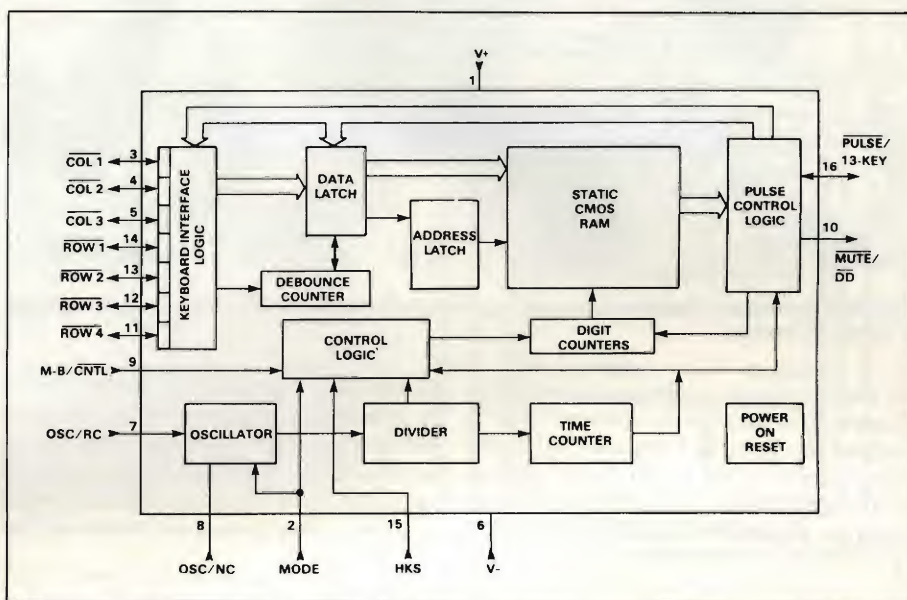 V+
1
COL 1 3
COL 2 4
COL 3 5
ROW 1 14
ROW 2 13
ROW 3 12
ROW 4 11
M-B/CNTL 9
OSC/RC 7
KEYBOARD INTERFACE
LOGIC
DATA
LATCH
DEBOUNCE
COUNTER
ADDRESS
LATCH
STATIC
CMOS
RAM
PULSE
CONTROL
LOGIC
16 PULSE/
13-KEY
10
MUTE/
DD
CONTROL
LOGIC
DIGIT
COUNTERS
OSCILLATOR
DIVIDER
TIME
COUNTER
POWER
ON
RESET
8 2 15 6
OSC/NC MODE HKS V-